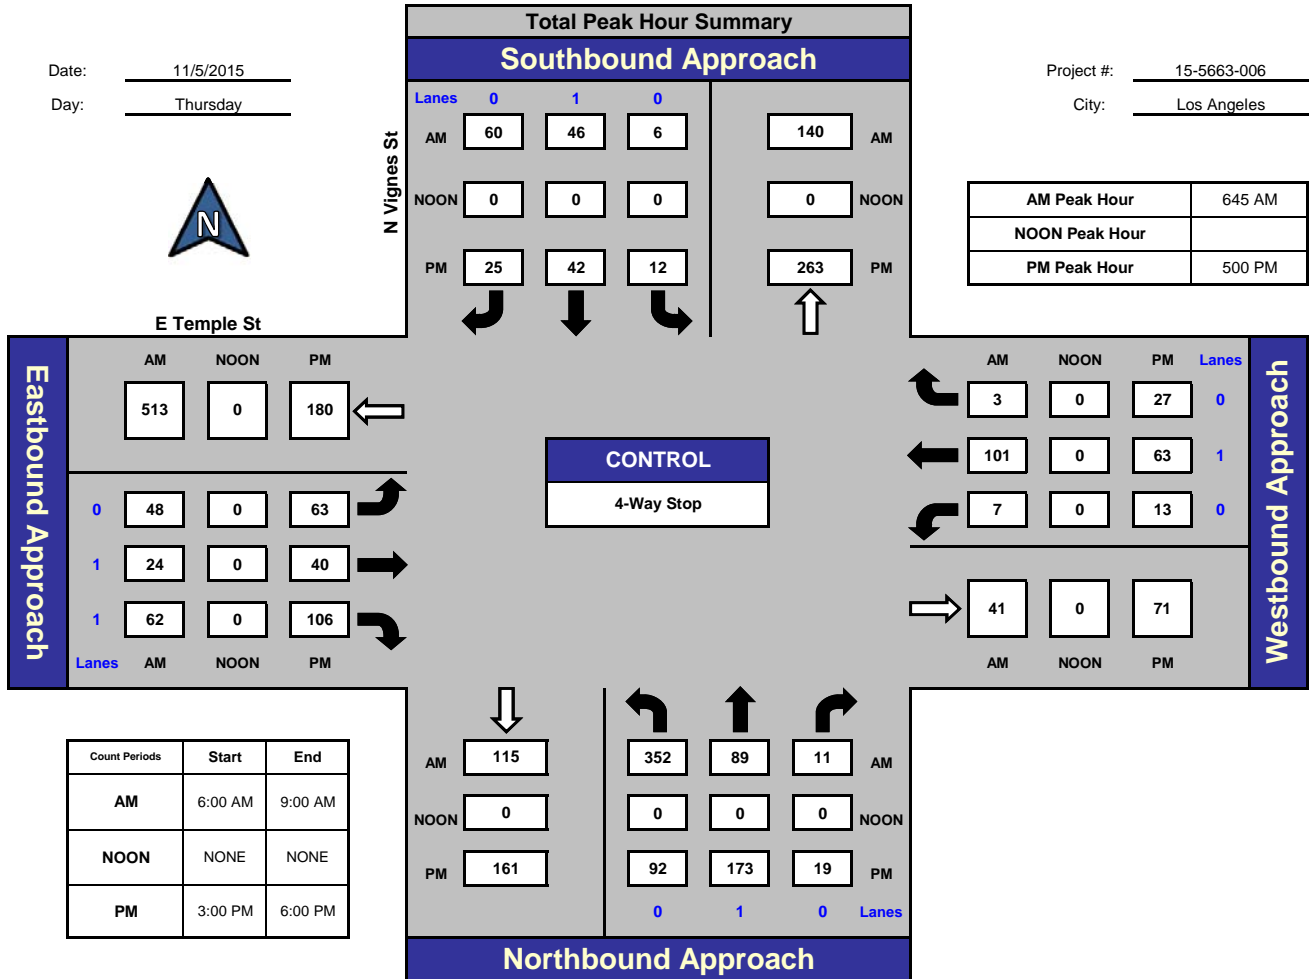 Total Peak Hour Summary
Southbound Approach
Date: 11/5/2015
Day: Thursday
Project #: 15-5663-006
City: Los Angeles
N Vignes St
Lanes 0 1 0
AM 60 46 6 140 AM
NOON 0 0 0 0 NOON
PM 25 42 12 263 PM
N
AM Peak Hour 645 AM
NOON Peak Hour
PM Peak Hour 500 PM
E Temple St
Eastbound Approach
AM NOON PM
513 0 180
0 48 0 63
1 24 0 40
1 62 0 106
Lanes AM NOON PM
CONTROL
4-Way Stop
AM NOON PM Lanes
3 0 27 0
101 0 63 1
7 0 13 0
41 0 71
AM NOON PM
Westbound Approach
Count Periods Start End
AM 6:00 AM 9:00 AM
NOON NONE NONE
PM 3:00 PM 6:00 PM
AM 115 352 89 11 AM
NOON 0 0 0 0 NOON
PM 161 92 173 19 PM
0 1 0 Lanes
Northbound Approach